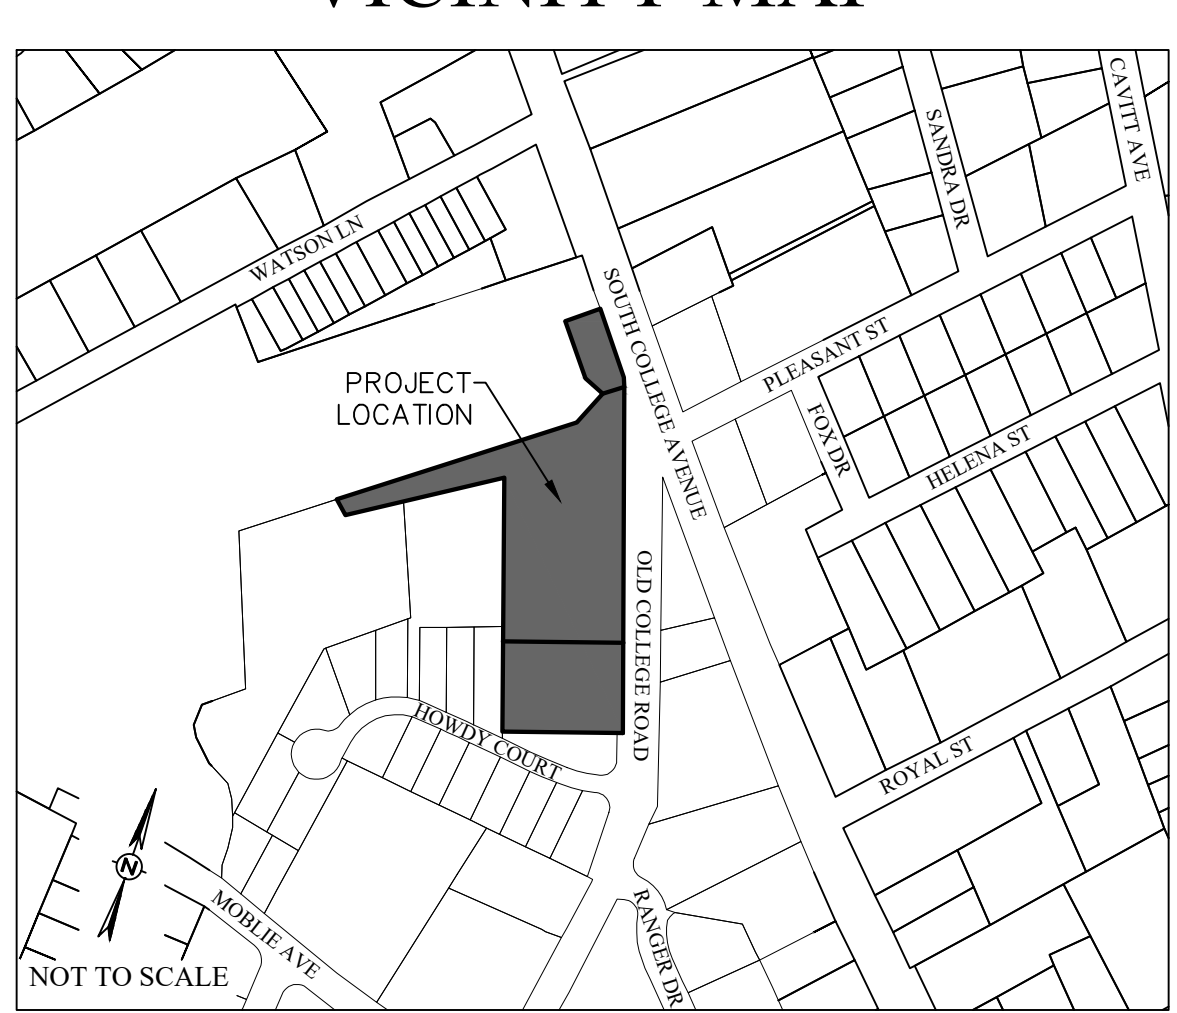 VICINITY MAP
CAVITT AVE
SANDRA DR
WATSON LN
SOUTH COLLEGE AVENUE
PLEASANT ST
PROJECT
LOCATION
FOX DR
HELENA ST
OLD COLLEGE ROAD
HOWDY COURT
ROYAL ST
N
MOBLIE AVE
RANGER DR
NOT TO SCALE